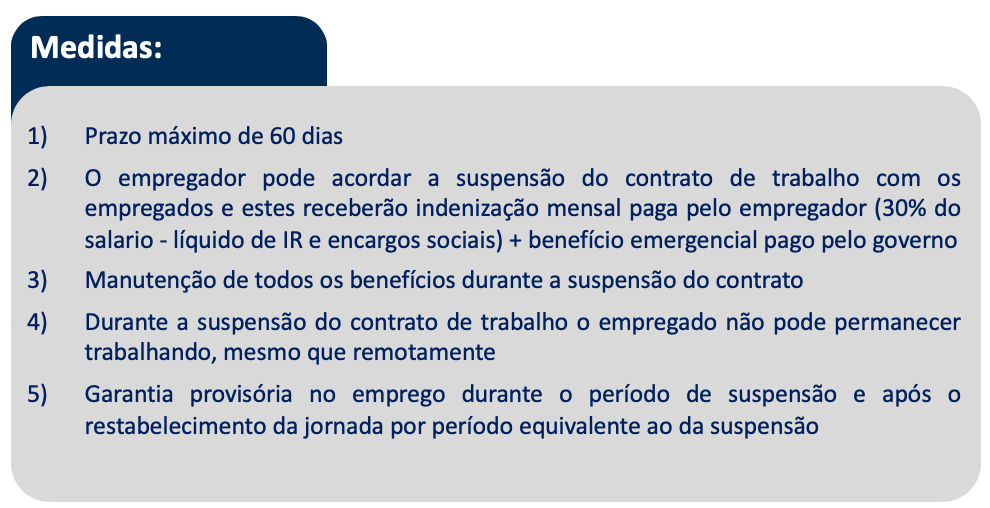 Medidas:
1) Prazo máximo de 60 dias
2) O empregador pode acordar a suspensão do contrato de trabalho com os
empregados e estes receberão indenização mensal paga pelo empregador (30% do
salario - líquido de IR e encargos sociais) + benefício emergencial pago pelo governo
3) Manutenção de todos os benefícios durante a suspensão do contrato
4) Durante a suspensão do contrato de trabalho o empregado não pode permanecer
trabalhando, mesmo que remotamente
5) Garantia provisória no emprego durante o período de suspensão e após o
restabelecimento da jornada por período equivalente ao da suspensão